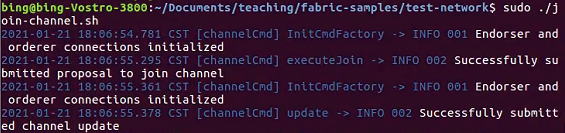 bing@bing-Vostro-3800:~/Documents/teaching/fabric-samples/test-network$ sudo ./j
oin-channel.sh
2021-01-21 18:06:54.781 CST [channelCmd] InitCmdFactory -> INFO 001 Endorser and
 orderer connections initialized
2021-01-21 18:06:55.295 CST [channelCmd] executeJoin -> INFO 002 Successfully su
bmitted proposal to join channel
2021-01-21 18:06:55.361 CST [channelCmd] InitCmdFactory -> INFO 001 Endorser and
 orderer connections initialized
2021-01-21 18:06:55.378 CST [channelCmd] update -> INFO 002 Successfully submitt
ed channel update